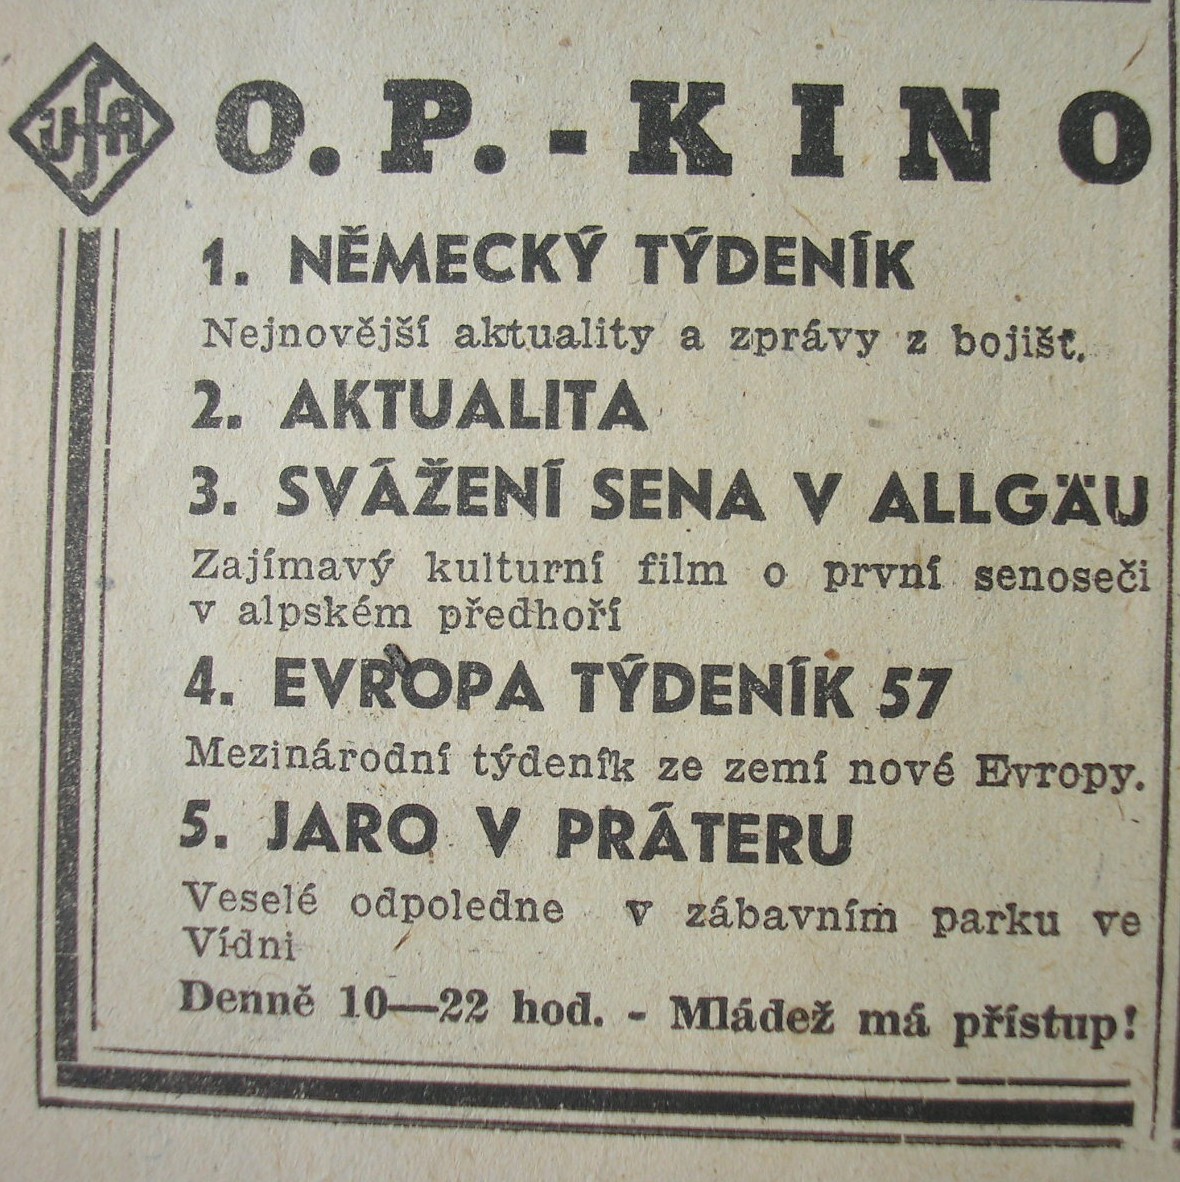 UfA
O. P. - KINO
1. NĚMECKÝ TÝDENÍK
Nejnovější aktuality a zprávy z bojišť.
2. AKTUALITA
3. SVÁŽENÍ SENA V ALLGÄU
Zajímavý kulturní film o první senoseči
v alpském předhoří
4. EVROPA TÝDENÍK 57
Mezinárodní týdeník ze zemí nové Evropy.
5. JARO V PRÁTERU
Veselé odpoledne v zábavním parku ve
Vídni
Denně 10—22 hod. - Mládež má přístup!